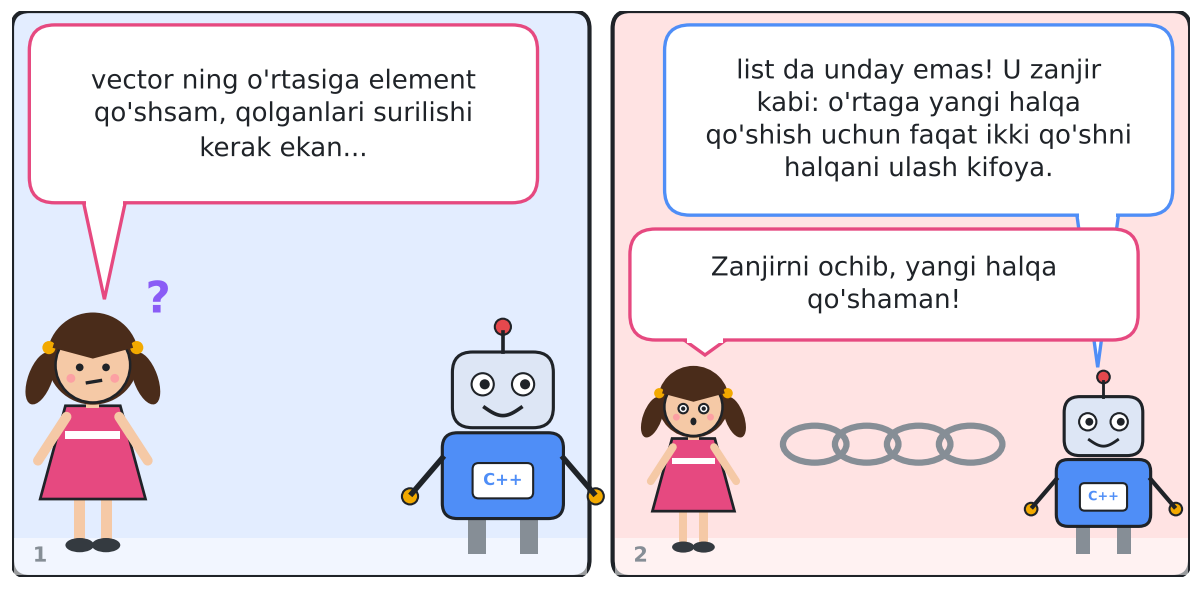 vector ning o'rtasiga element
qo'shsam, qolganlari surilishi
kerak ekan...
?
C++
1
list da unday emas! U zanjir
kabi: o'rtaga yangi halqa
qo'shish uchun faqat ikki qo'shni
halqani ulash kifoya.
Zanjirni ochib, yangi halqa
qo'shaman!
C++
2